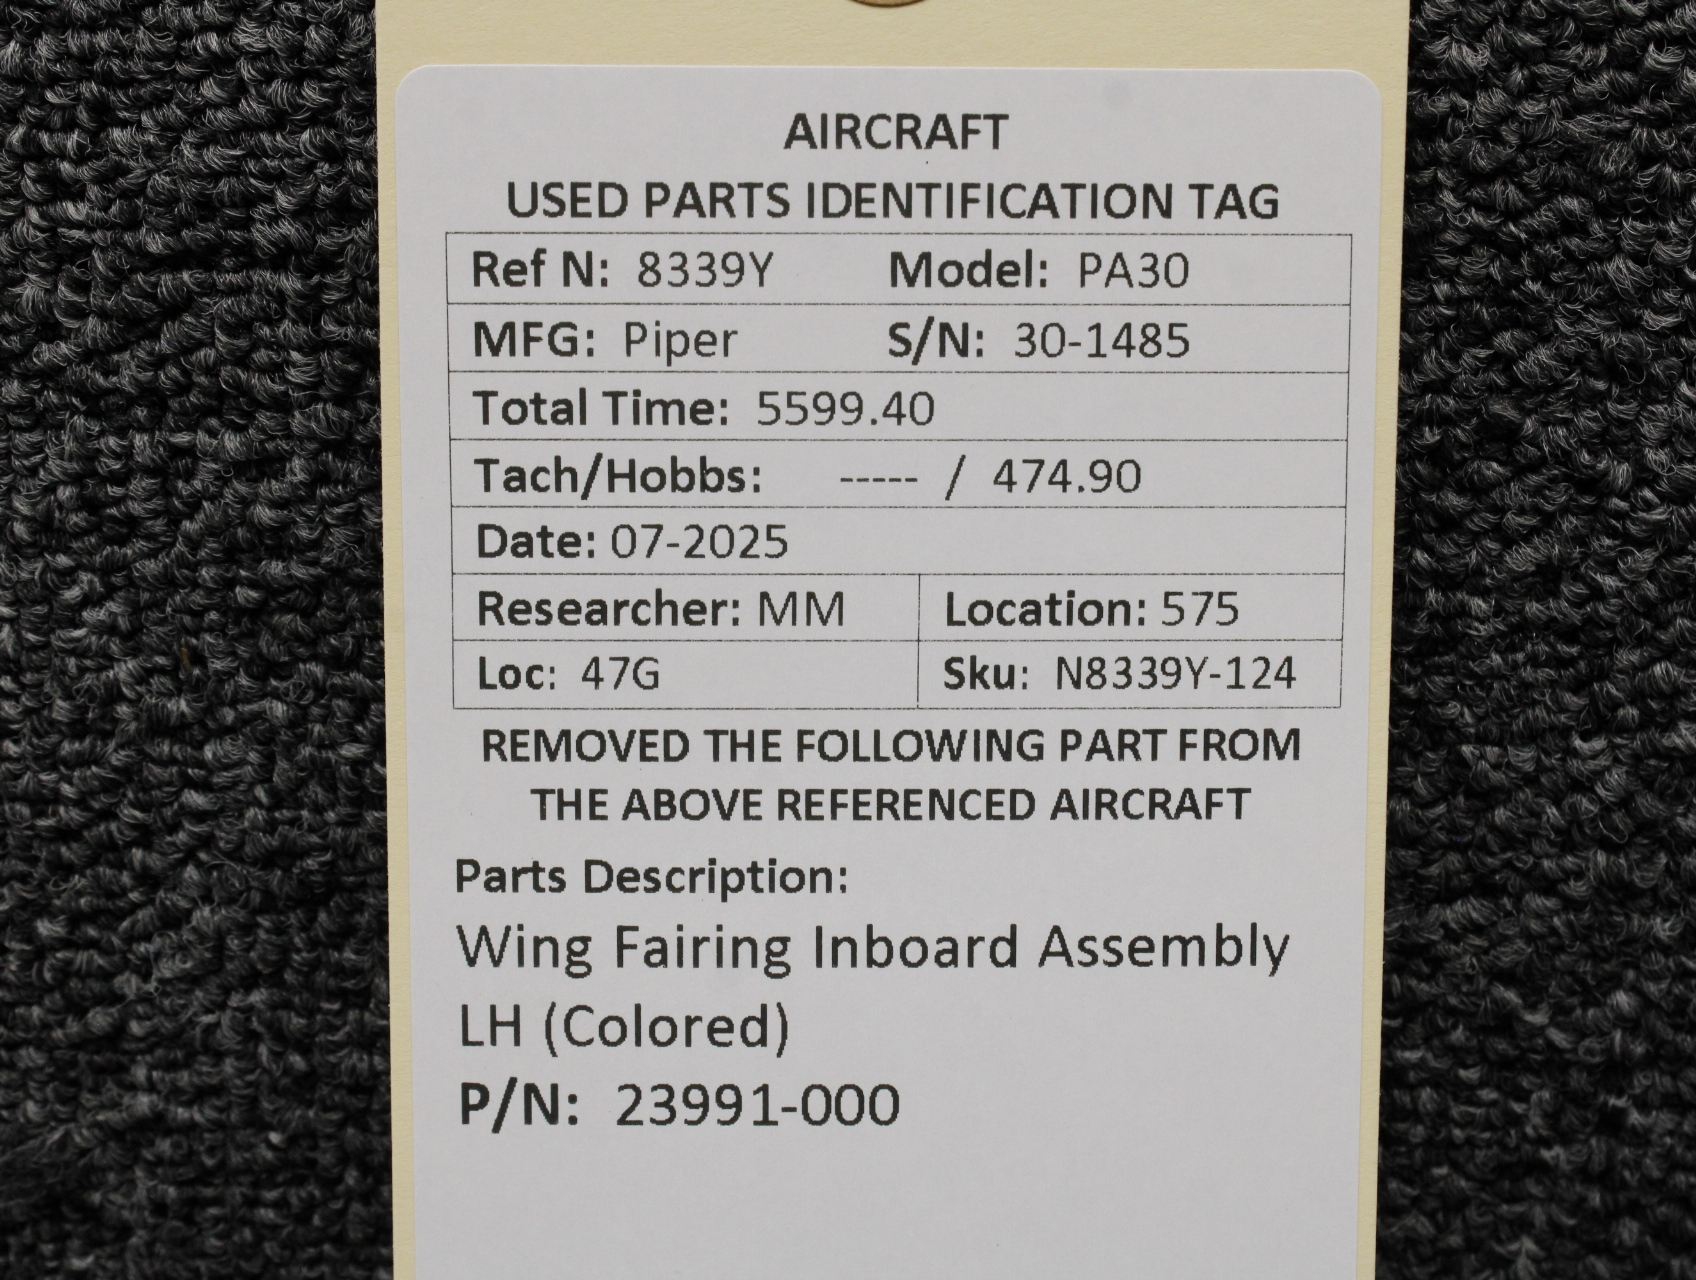 AIRCRAFT
USED PARTS IDENTIFICATION TAG
Ref N: 8339Y Model: PA30
MFG: Piper S/N: 30-1485
Total Time: 5599.40
Tach/Hobbs: ----- / 474.90
Date: 07-2025
Researcher: MM Location: 575
Loc: 47G Sku: N8339Y-124
REMOVED THE FOLLOWING PART FROM
THE ABOVE REFERENCED AIRCRAFT
Parts Description:
Wing Fairing Inboard Assembly
LH (Colored)
P/N: 23991-000